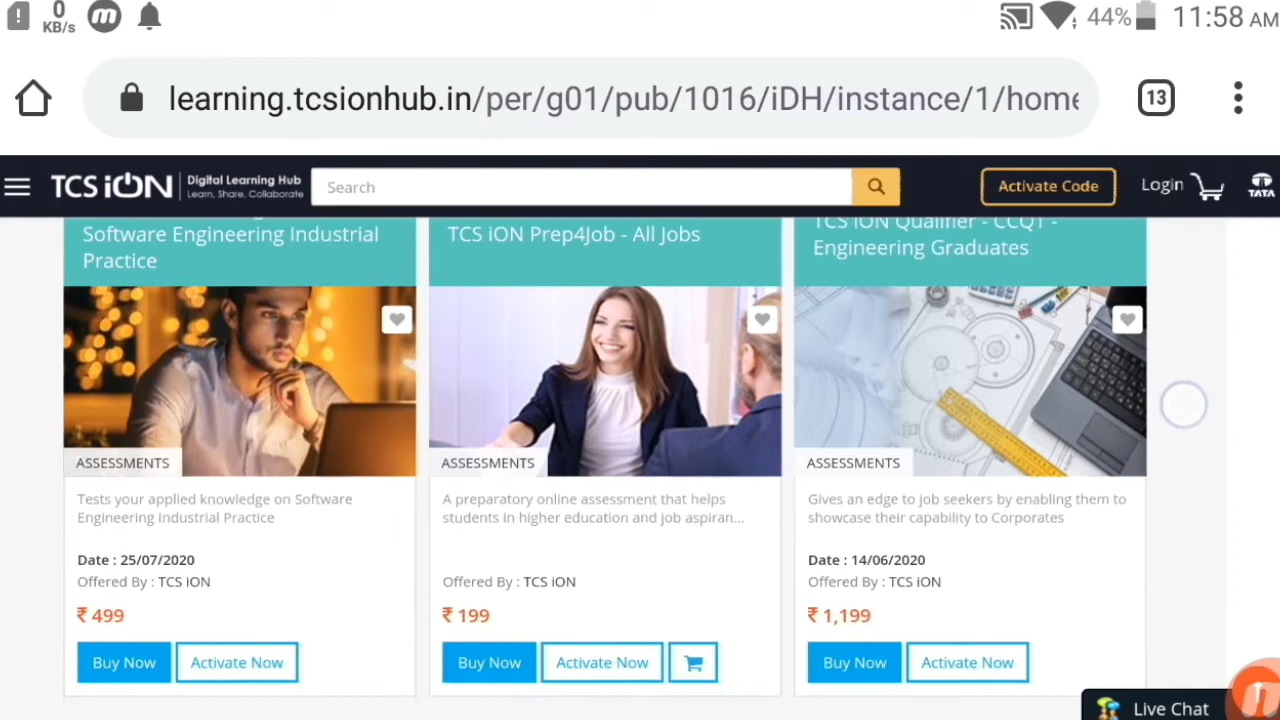 0
KB/s
44%
11:58 AM
learning.tcsionhub.in/per/g01/pub/1016/iDH/instance/1/home
13
TCS iON
Digital Learning Hub
Learn. Share. Collaborate
Search
Activate Code
Login
TATA
Software Engineering Industrial
Practice
TCS iON Prep4Job - All Jobs
TCS iON Qualifier - CCQT -
Engineering Graduates
ASSESSMENTS
ASSESSMENTS
ASSESSMENTS
Tests your applied knowledge on Software
Engineering Industrial Practice
A preparatory online assessment that helps
students in higher education and job aspiran...
Gives an edge to job seekers by enabling them to
showcase their capability to Corporates
Date : 25/07/2020
Date : 14/06/2020
Offered By : TCS iON
Offered By : TCS iON
Offered By : TCS iON
₹ 499
₹ 199
₹ 1,199
Buy Now
Activate Now
Buy Now
Activate Now
Buy Now
Activate Now
Live Chat